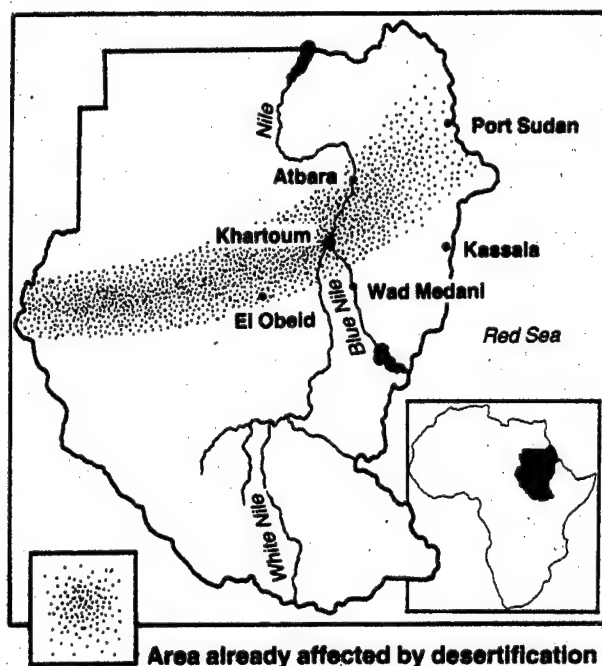 Nile
Port Sudan
Atbara
Khartoum
Kassala
Wad Medani
El Obeid
Blue Nile
Red Sea
White Nile
Area already affected by desertification